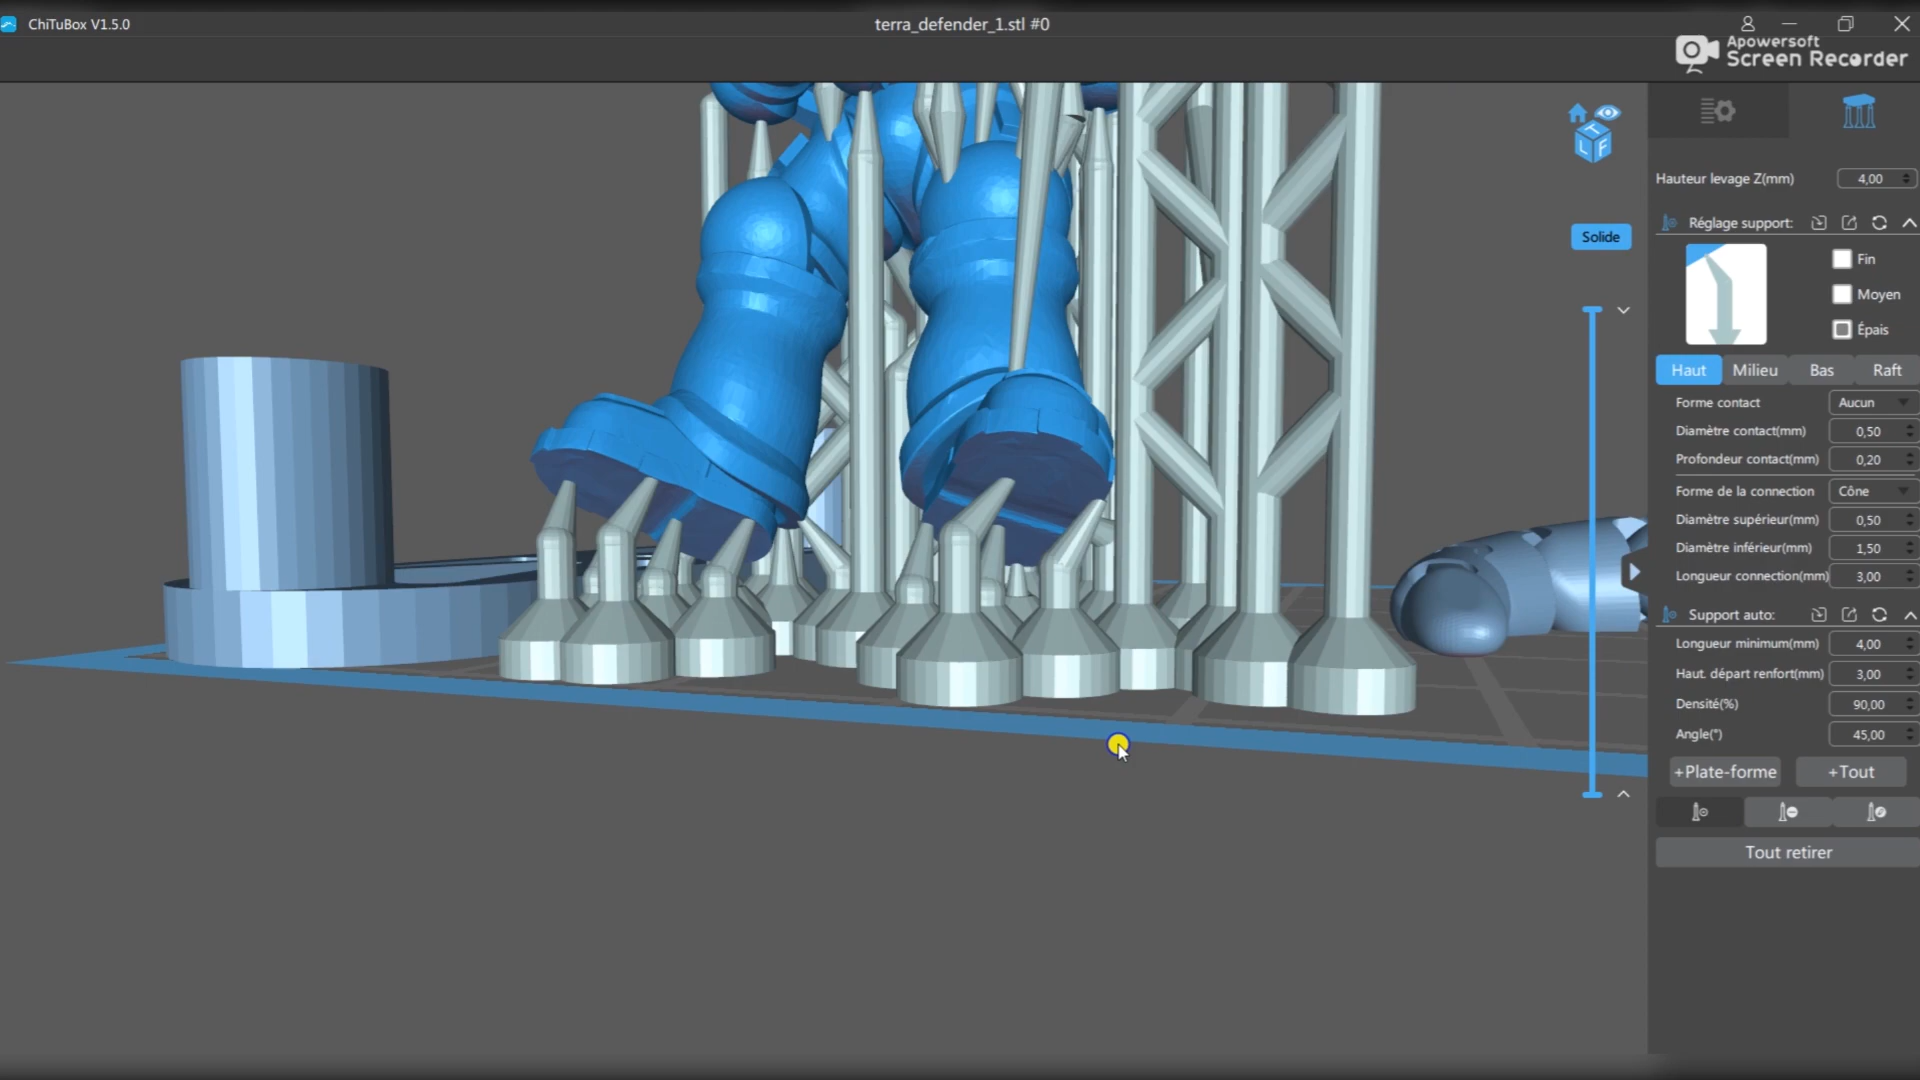 ChiTuBox V1.5.0
terra_defender_1.stl #0
Apowersoft
Screen Recorder
T
L F
Solide
Hauteur levage Z(mm) 4,00
Réglage support:
Fin
Moyen
Épais
Haut Milieu Bas Raft
Forme contact Aucun
Diamètre contact(mm) 0,50
Profondeur contact(mm) 0,20
Forme de la connection Cône
Diamètre supérieur(mm) 0,50
Diamètre inférieur(mm) 1,50
Longueur connection(mm) 3,00
Support auto:
Longueur minimum(mm) 4,00
Haut. départ renfort(mm) 3,00
Densité(%) 90,00
Angle(°) 45,00
+Plate-forme +Tout
Tout retirer